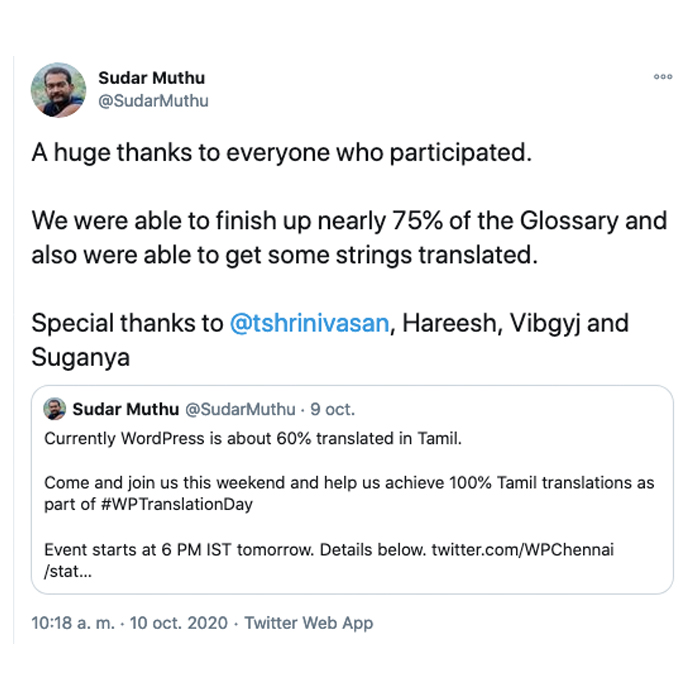 Sudar Muthu
@SudarMuthu
A huge thanks to everyone who participated.
We were able to finish up nearly 75% of the Glossary and
also were able to get some strings translated.
Special thanks to @tshrinivasan, Hareesh, Vibgyj and
Suganya
Sudar Muthu @SudarMuthu · 9 oct.
Currently WordPress is about 60% translated in Tamil.
Come and join us this weekend and help us achieve 100% Tamil translations as
part of #WPTranslationDay
Event starts at 6 PM IST tomorrow. Details below. twitter.com/WPChennai
/stat...
10:18 a. m. · 10 oct. 2020 · Twitter Web App